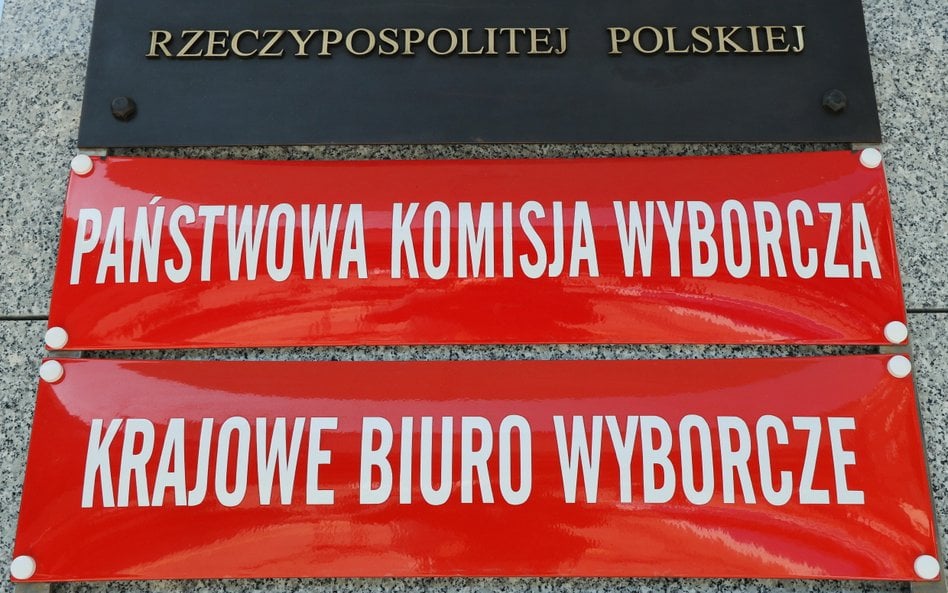 RZECZYPOSPOLITEJ POLSKIEJ
PAŃSTWOWA KOMISJA WYBORCZA
KRAJOWE BIURO WYBORCZE